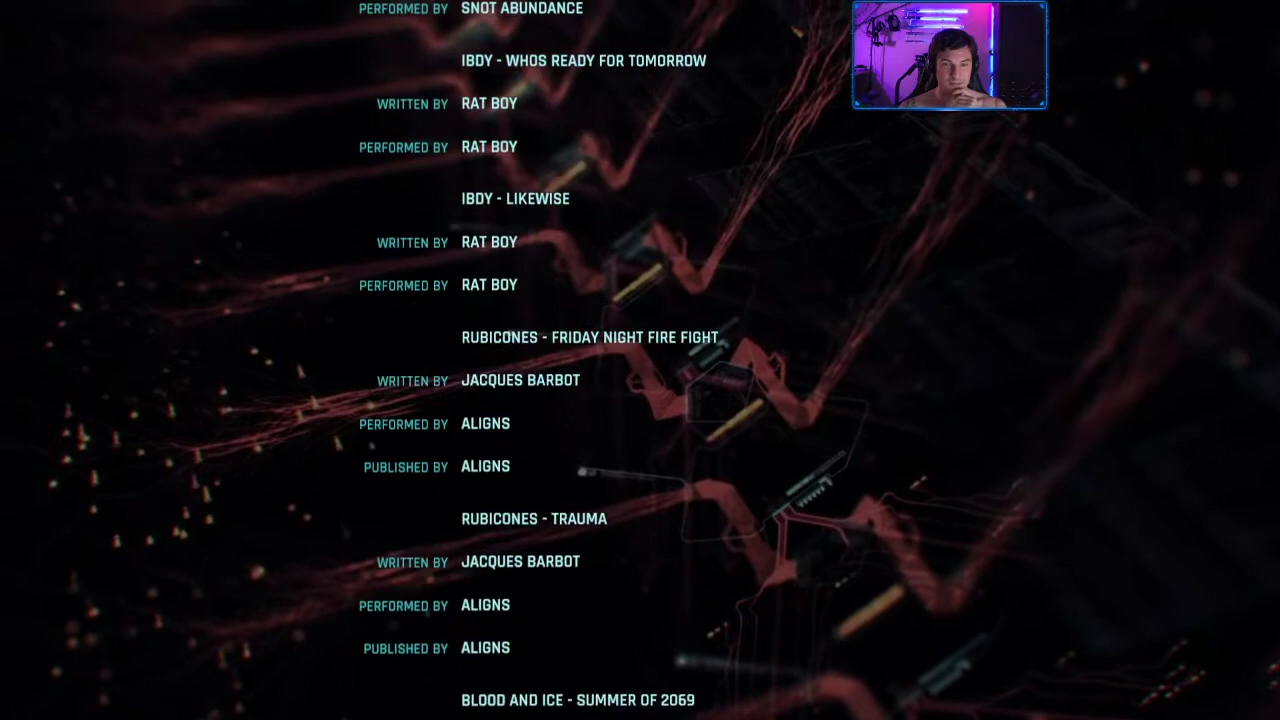 PERFORMED BY SNOT ABUNDANCE
IBDY - WHOS READY FOR TOMORROW
WRITTEN BY RAT BOY
PERFORMED BY RAT BOY
IBDY - LIKEWISE
WRITTEN BY RAT BOY
PERFORMED BY RAT BOY
RUBICONES - FRIDAY NIGHT FIRE FIGHT
WRITTEN BY JACQUES BARBOT
PERFORMED BY ALIGNS
PUBLISHED BY ALIGNS
RUBICONES - TRAUMA
WRITTEN BY JACQUES BARBOT
PERFORMED BY ALIGNS
PUBLISHED BY ALIGNS
BLOOD AND ICE - SUMMER OF 2069